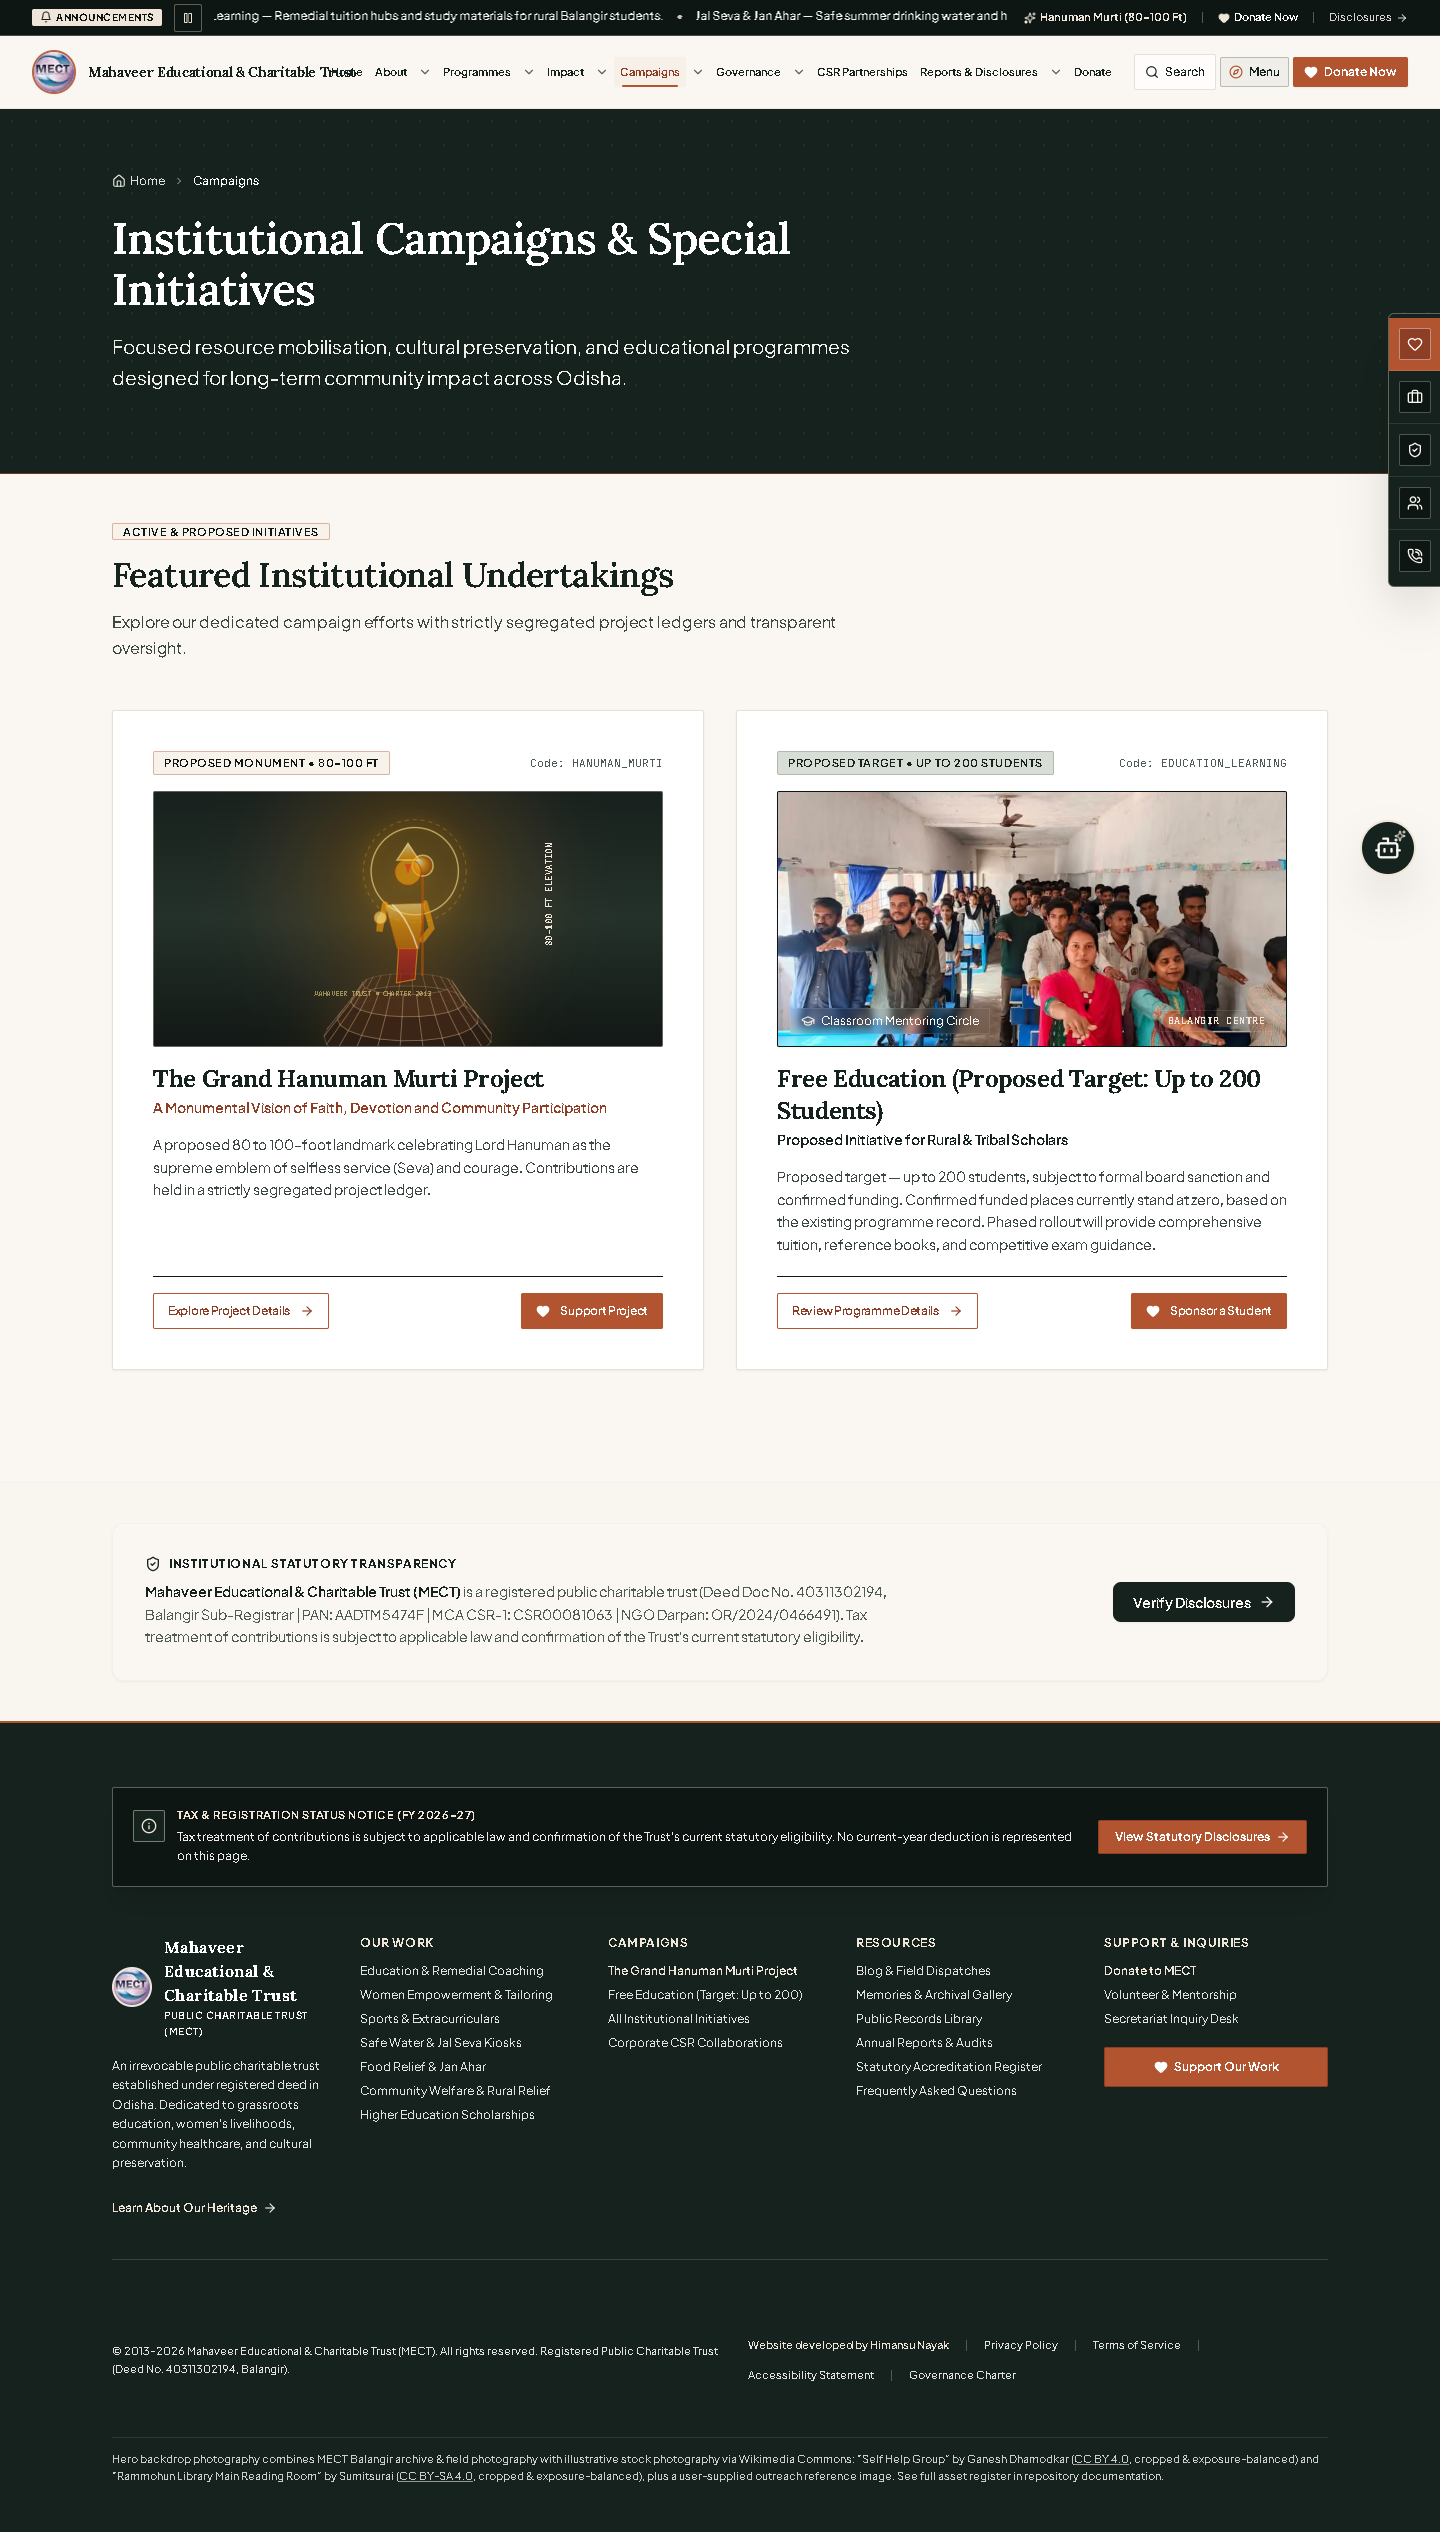 ANNOUNCEMENTS
Learning — Remedial tuition hubs and study materials for rural Balangir students. • Jal Seva & Jan Ahar — Safe summer drinking water and h
Hanuman Murti (80–100 Ft) | Donate Now | Disclosures →
MECT
Mahaveer Educational & Charitable Trust
Home About Programmes Impact Campaigns Governance CSR Partnerships Reports & Disclosures Donate
Search
Menu
Donate Now
Home > Campaigns
Institutional Campaigns & Special
Initiatives
Focused resource mobilisation, cultural preservation, and educational programmes
designed for long-term community impact across Odisha.
ACTIVE & PROPOSED INITIATIVES
Featured Institutional Undertakings
Explore our dedicated campaign efforts with strictly segregated project ledgers and transparent
oversight.
PROPOSED MONUMENT • 80–100 FT
Code: HANUMAN_MURTI
80-100 FT ELEVATION
MAHAVEER TRUST • CHARTER 2013
The Grand Hanuman Murti Project
A Monumental Vision of Faith, Devotion and Community Participation
A proposed 80 to 100-foot landmark celebrating Lord Hanuman as the
supreme emblem of selfless service (Seva) and courage. Contributions are
held in a strictly segregated project ledger.
Explore Project Details →
Support Project
PROPOSED TARGET • UP TO 200 STUDENTS
Code: EDUCATION_LEARNING
Classroom Mentoring Circle
BALANGIR CENTRE
Free Education (Proposed Target: Up to 200
Students)
Proposed Initiative for Rural & Tribal Scholars
Proposed target — up to 200 students, subject to formal board sanction and
confirmed funding. Confirmed funded places currently stand at zero, based on
the existing programme record. Phased rollout will provide comprehensive
tuition, reference books, and competitive exam guidance.
Review Programme Details →
Sponsor a Student
INSTITUTIONAL STATUTORY TRANSPARENCY
Mahaveer Educational & Charitable Trust (MECT) is a registered public charitable trust (Deed Doc No. 40311302194,
Balangir Sub-Registrar | PAN: AADTM5474F | MCA CSR-1: CSR00081063 | NGO Darpan: OR/2024/0466491). Tax
treatment of contributions is subject to applicable law and confirmation of the Trust's current statutory eligibility.
Verify Disclosures →
TAX & REGISTRATION STATUS NOTICE (FY 2026-27)
Tax treatment of contributions is subject to applicable law and confirmation of the Trust's current statutory eligibility. No current-year deduction is represented
on this page.
View Statutory Disclosures →
MECT
Mahaveer
Educational &
Charitable Trust
PUBLIC CHARITABLE TRUST
(MECT)
An irrevocable public charitable trust
established under registered deed in
Odisha. Dedicated to grassroots
education, women's livelihoods,
community healthcare, and cultural
preservation.
Learn About Our Heritage →
OUR WORK
Education & Remedial Coaching
Women Empowerment & Tailoring
Sports & Extracurriculars
Safe Water & Jal Seva Kiosks
Food Relief & Jan Ahar
Community Welfare & Rural Relief
Higher Education Scholarships
CAMPAIGNS
The Grand Hanuman Murti Project
Free Education (Target: Up to 200)
All Institutional Initiatives
Corporate CSR Collaborations
RESOURCES
Blog & Field Dispatches
Memories & Archival Gallery
Public Records Library
Annual Reports & Audits
Statutory Accreditation Register
Frequently Asked Questions
SUPPORT & INQUIRIES
Donate to MECT
Volunteer & Mentorship
Secretariat Inquiry Desk
Support Our Work
© 2013–2026 Mahaveer Educational & Charitable Trust (MECT). All rights reserved. Registered Public Charitable Trust
(Deed No. 40311302194, Balangir).
Website developed by Himansu Nayak | Privacy Policy | Terms of Service |
Accessibility Statement | Governance Charter
Hero backdrop photography combines MECT Balangir archive & field photography with illustrative stock photography via Wikimedia Commons: "Self Help Group" by Ganesh Dhamodkar (CC BY 4.0, cropped & exposure-balanced) and
"Rammohun Library Main Reading Room" by Sumitsurai (CC BY-SA 4.0, cropped & exposure-balanced), plus a user-supplied outreach reference image. See full asset register in repository documentation.